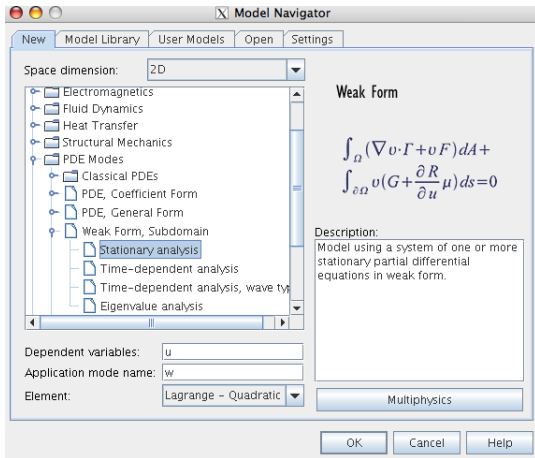 X Model Navigator
New Model Library User Models Open Settings
Space dimension: 2D
Electromagnetics
Fluid Dynamics
Heat Transfer
Structural Mechanics
PDE Modes
Classical PDEs
PDE, Coefficient Form
PDE, General Form
Weak Form, Subdomain
Stationary analysis
Time-dependent analysis
Time-dependent analysis, wave typ
Eigenvalue analysis
Dependent variables: u
Application mode name: w
Element: Lagrange - Quadratic
Weak Form
∫Ω(∇υ·Γ+υF)dA+
∫∂Ω υ(G+∂R/∂u μ)ds=0
Description:
Model using a system of one or more
stationary partial differential
equations in weak form.
Multiphysics
OK Cancel Help